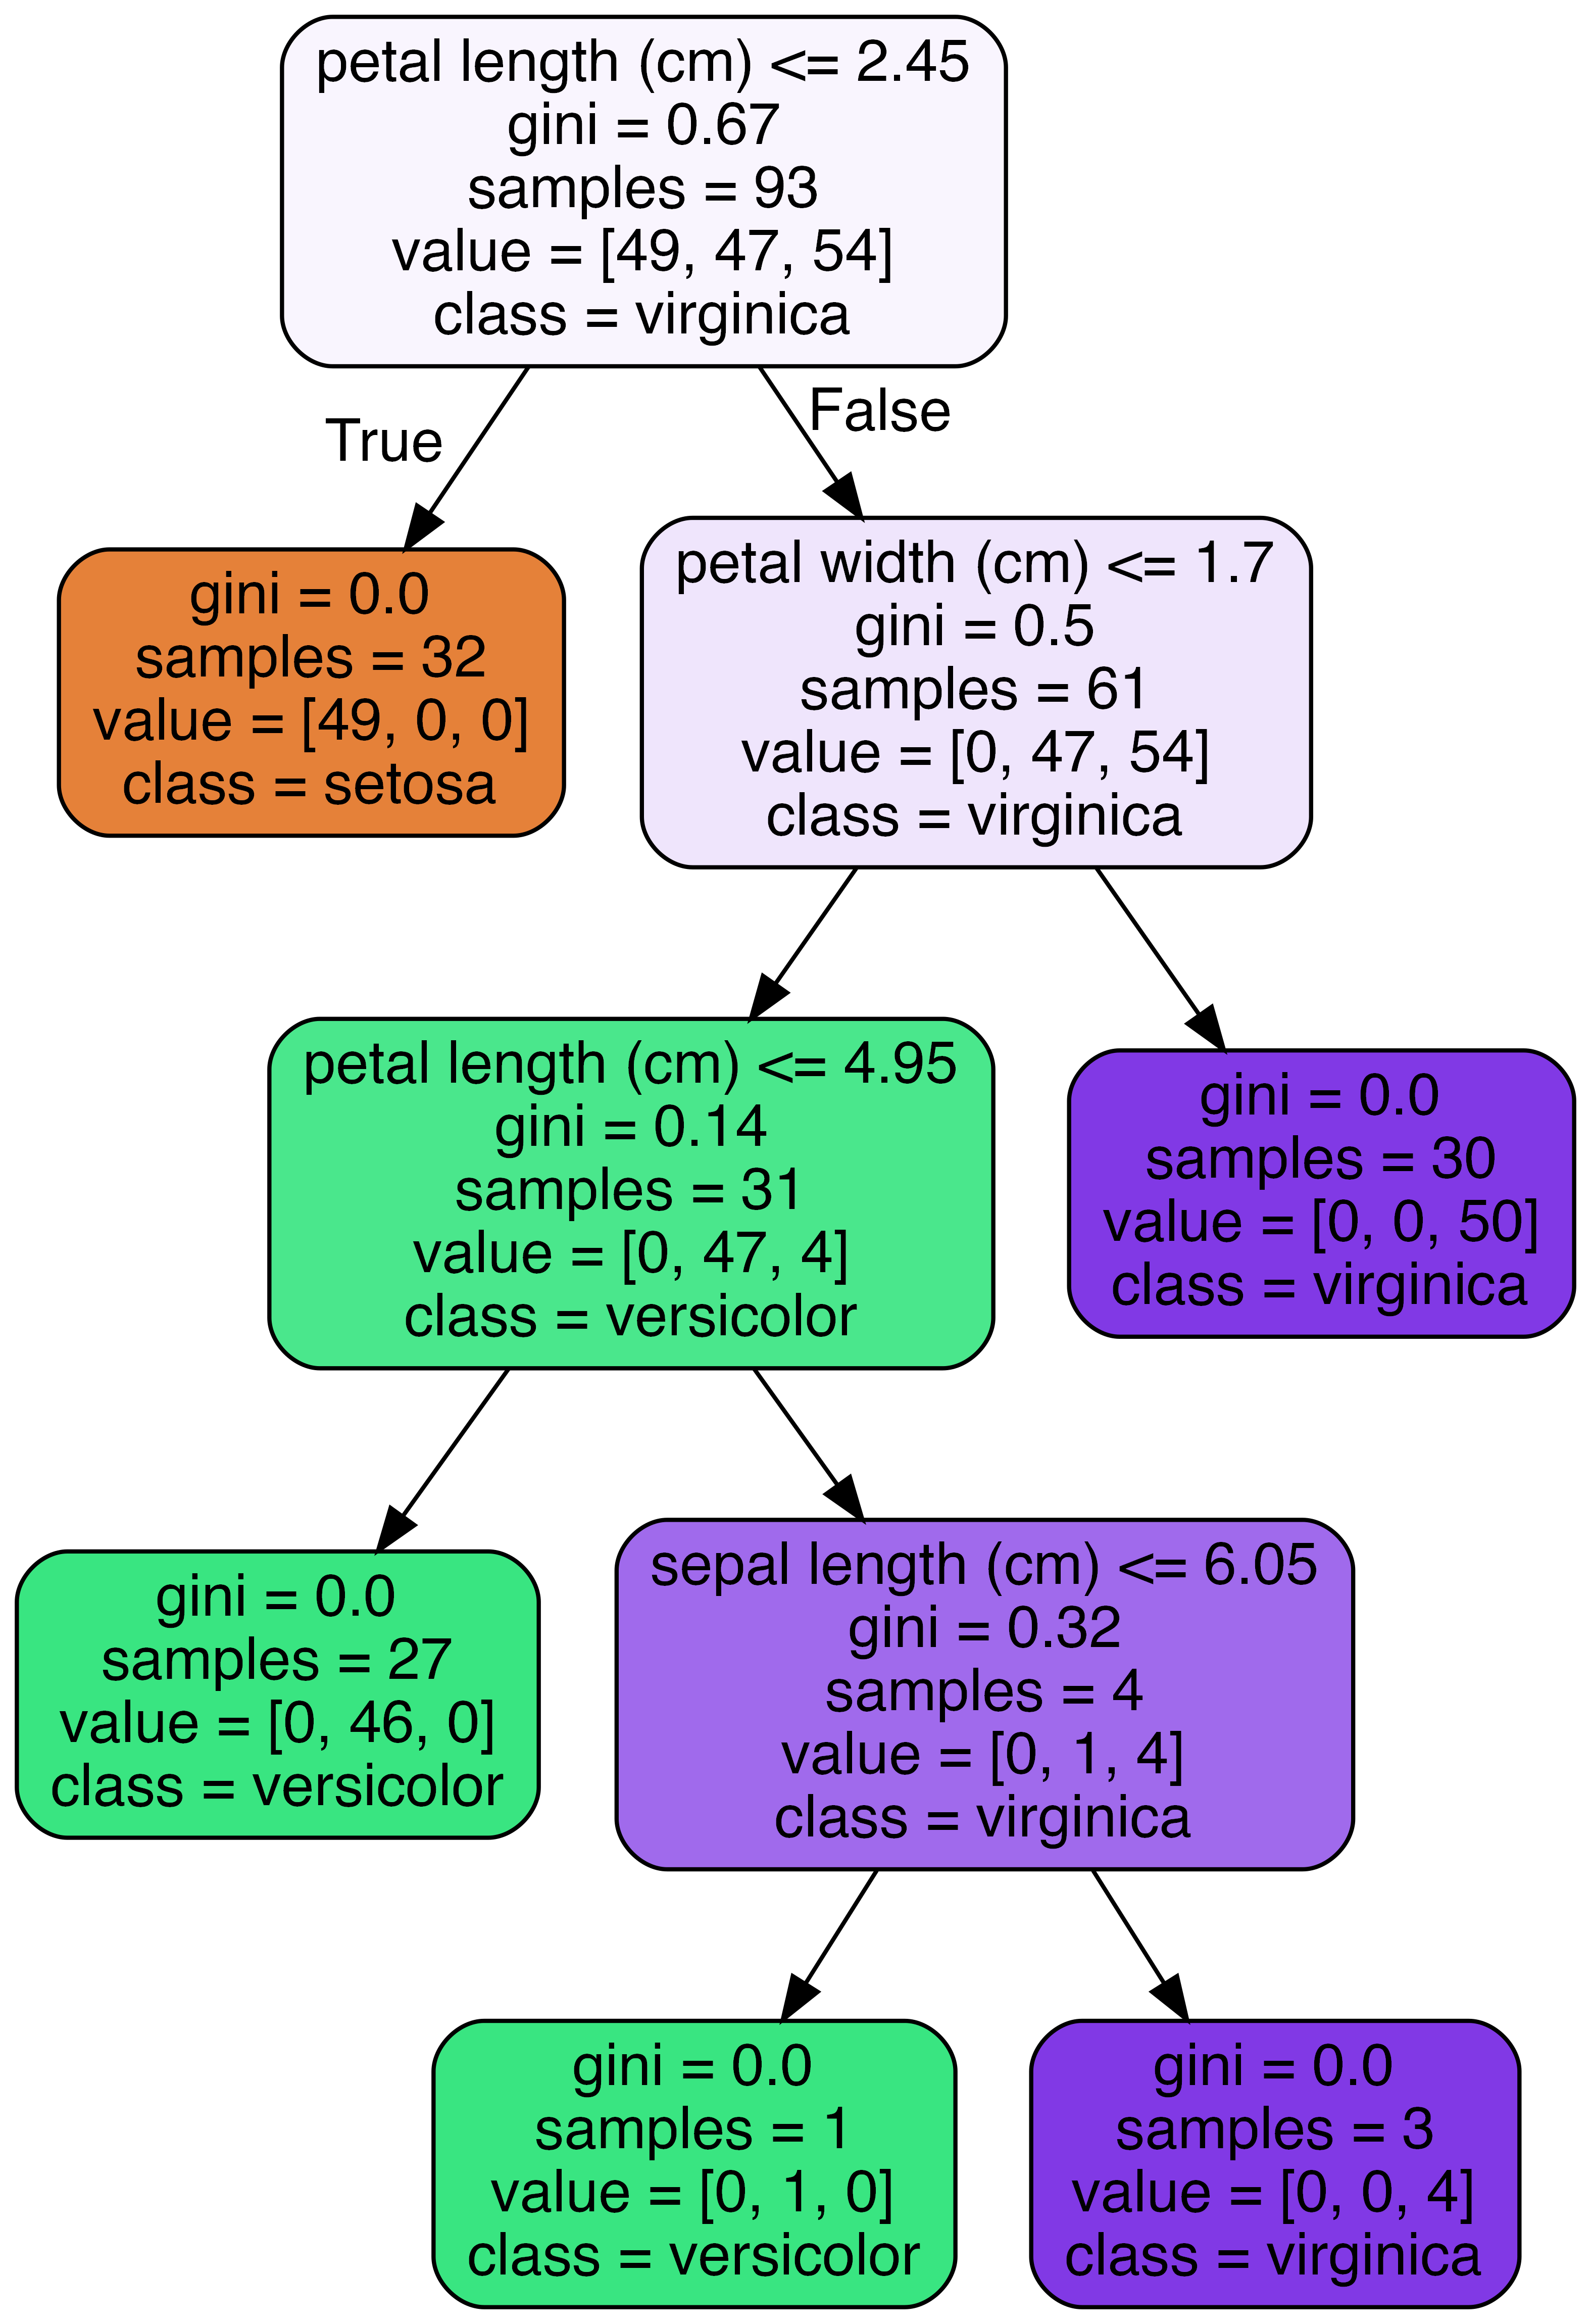 petal length (cm) <= 2.45
gini = 0.67
samples = 93
value = [49, 47, 54]
class = virginica
True
False
gini = 0.0
samples = 32
value = [49, 0, 0]
class = setosa
petal width (cm) <= 1.7
gini = 0.5
samples = 61
value = [0, 47, 54]
class = virginica
petal length (cm) <= 4.95
gini = 0.14
samples = 31
value = [0, 47, 4]
class = versicolor
gini = 0.0
samples = 30
value = [0, 0, 50]
class = virginica
gini = 0.0
samples = 27
value = [0, 46, 0]
class = versicolor
sepal length (cm) <= 6.05
gini = 0.32
samples = 4
value = [0, 1, 4]
class = virginica
gini = 0.0
samples = 1
value = [0, 1, 0]
class = versicolor
gini = 0.0
samples = 3
value = [0, 0, 4]
class = virginica